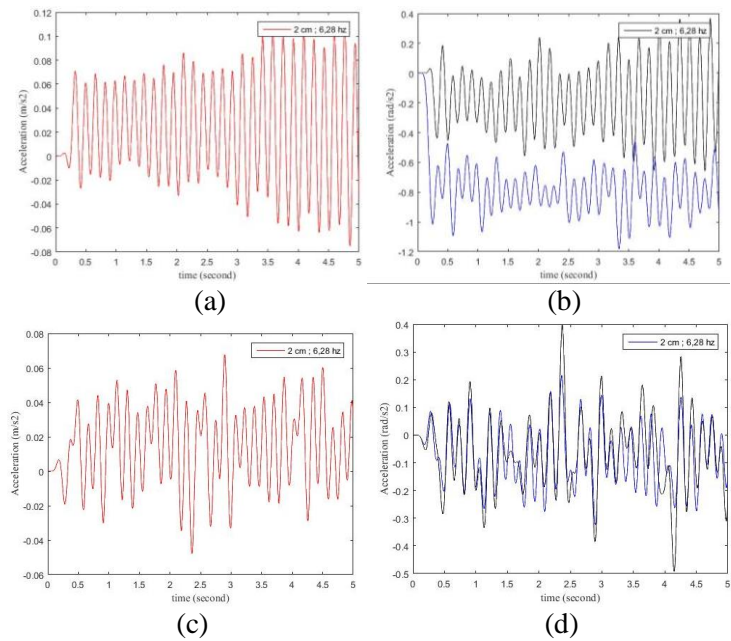 0.12
0.1
0.08
0.06
0.04
0.02
0
-0.02
-0.04
-0.06
-0.08
Acceleration (m/s2)
2 cm ; 6,28 hz
0 0.5 1 1.5 2 2.5 3 3.5 4 4.5 5
time (second)
(a)
0.4
0.2
0
-0.2
-0.4
-0.6
-0.8
-1
-1.2
Acceleration (rad/s2)
2 cm ; 6,28 hz
0 0.5 1 1.5 2 2.5 3 3.5 4 4.5 5
time (second)
(b)
0.08
0.06
0.04
0.02
0
-0.02
-0.04
-0.06
Acceleration (m/s2)
2 cm ; 6,28 hz
0 0.5 1 1.5 2 2.5 3 3.5 4 4.5 5
time (second)
(c)
0.4
0.3
0.2
0.1
0
-0.1
-0.2
-0.3
-0.4
-0.5
Acceleration (rad/s2)
2 cm ; 6,28 hz
0 0.5 1 1.5 2 2.5 3 3.5 4 4.5 5
time (second)
(d)